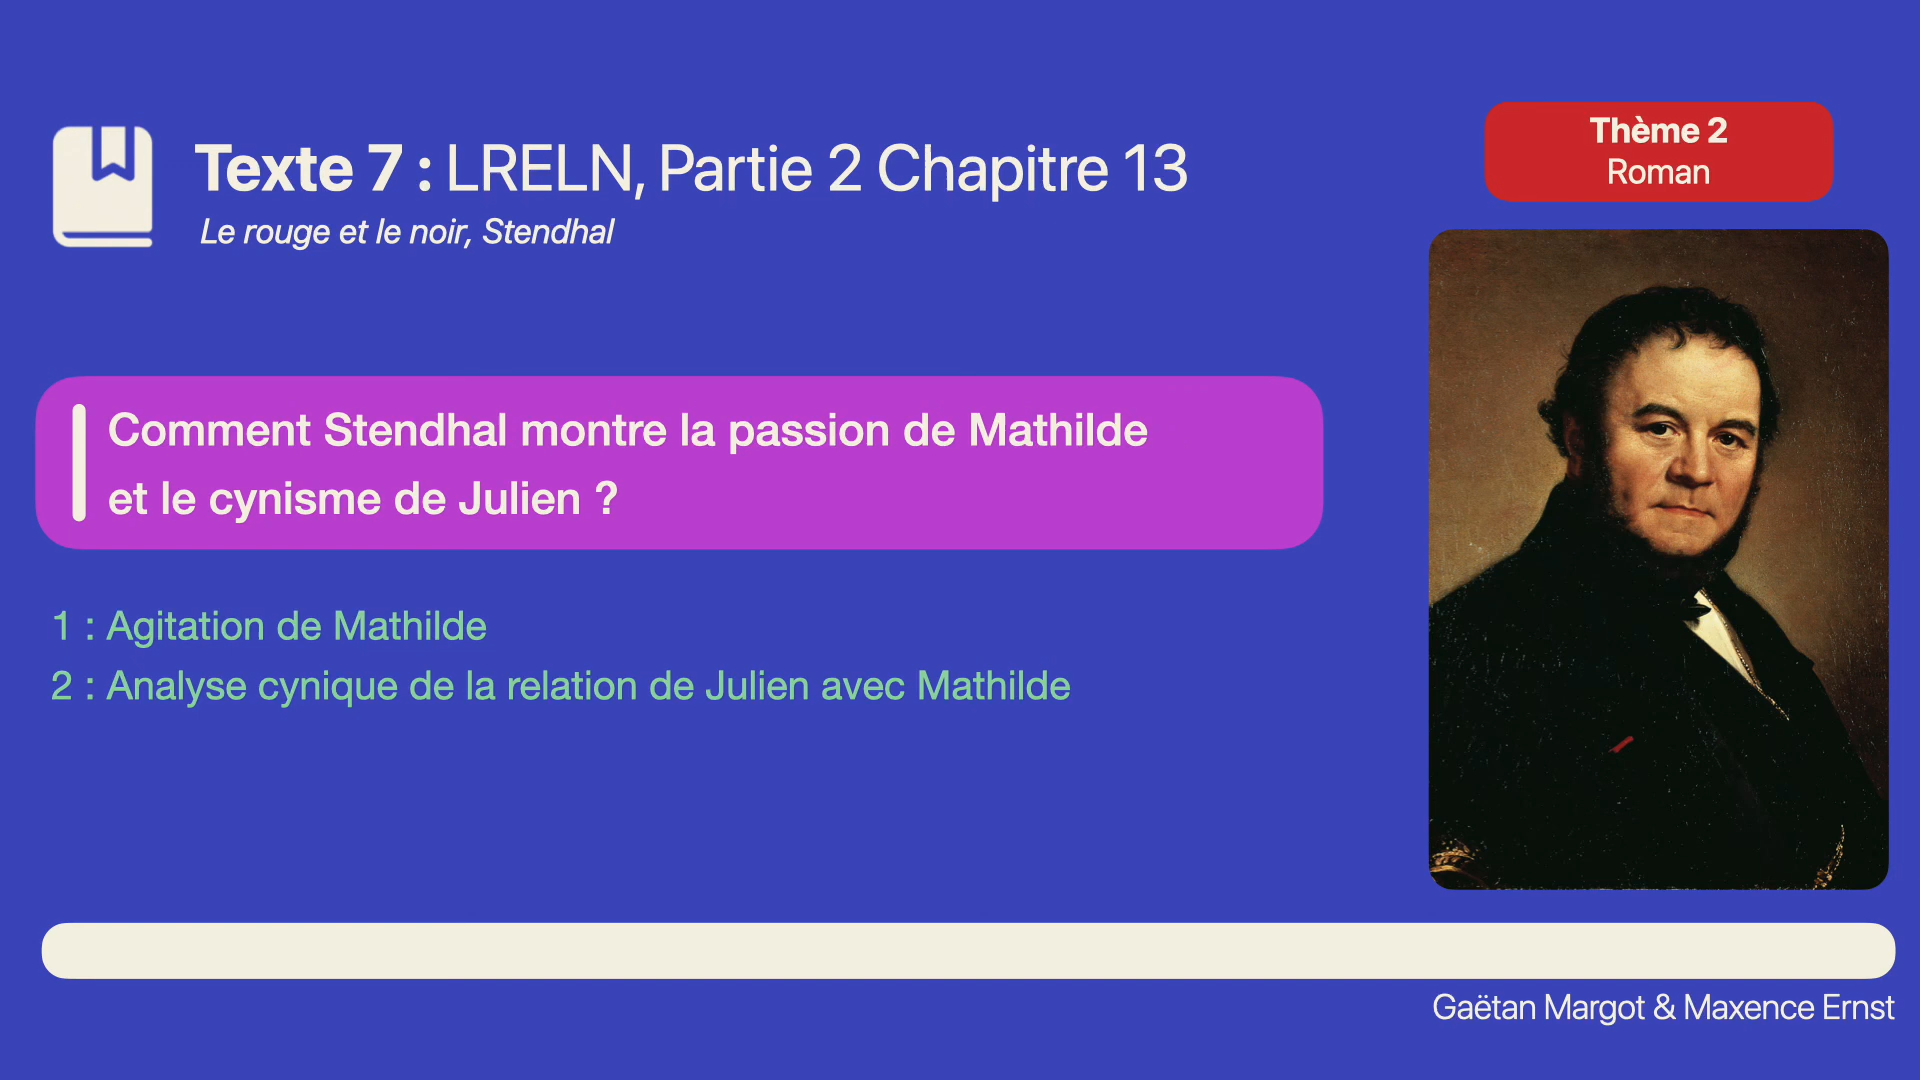 Texte 7 : LRELN, Partie 2 Chapitre 13
Le rouge et le noir, Stendhal
Thème 2
Roman
Comment Stendhal montre la passion de Mathilde
et le cynisme de Julien ?
1 : Agitation de Mathilde
2 : Analyse cynique de la relation de Julien avec Mathilde
Gaëtan Margot & Maxence Ernst